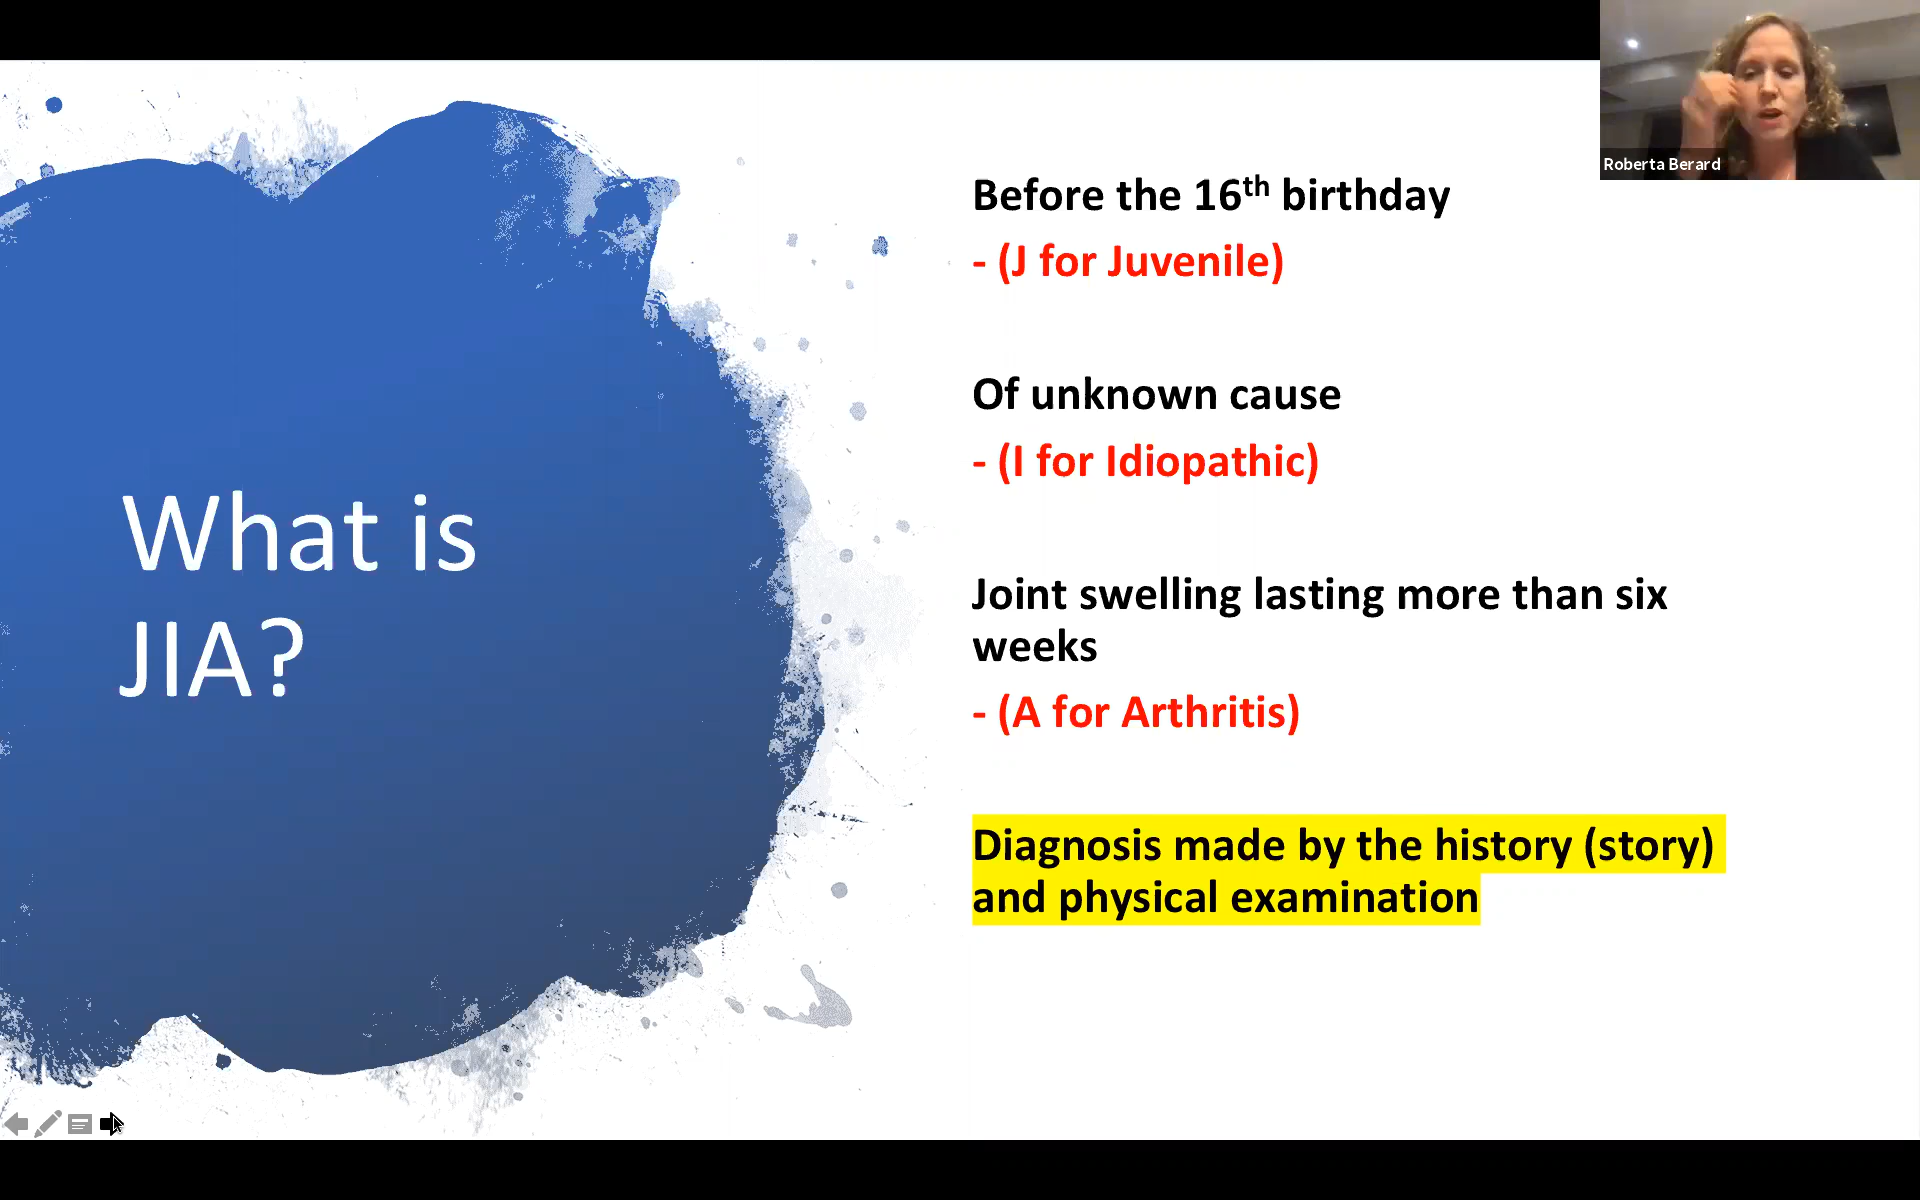 Roberta Berard
What is
JIA?
Before the 16th birthday
- (J for Juvenile)
Of unknown cause
- (I for Idiopathic)
Joint swelling lasting more than six
weeks
- (A for Arthritis)
Diagnosis made by the history (story)
and physical examination